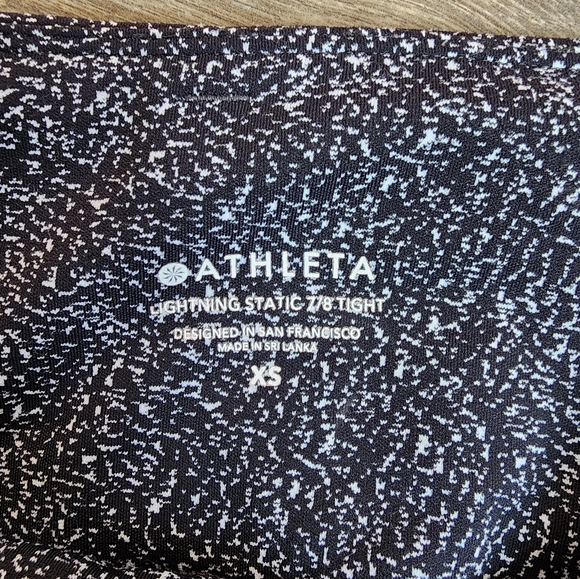 ATHLETA
LIGHTNING STATIC 7/8 TIGHT
DESIGNED IN SAN FRANCISCO
MADE IN SRI LANKA
XS